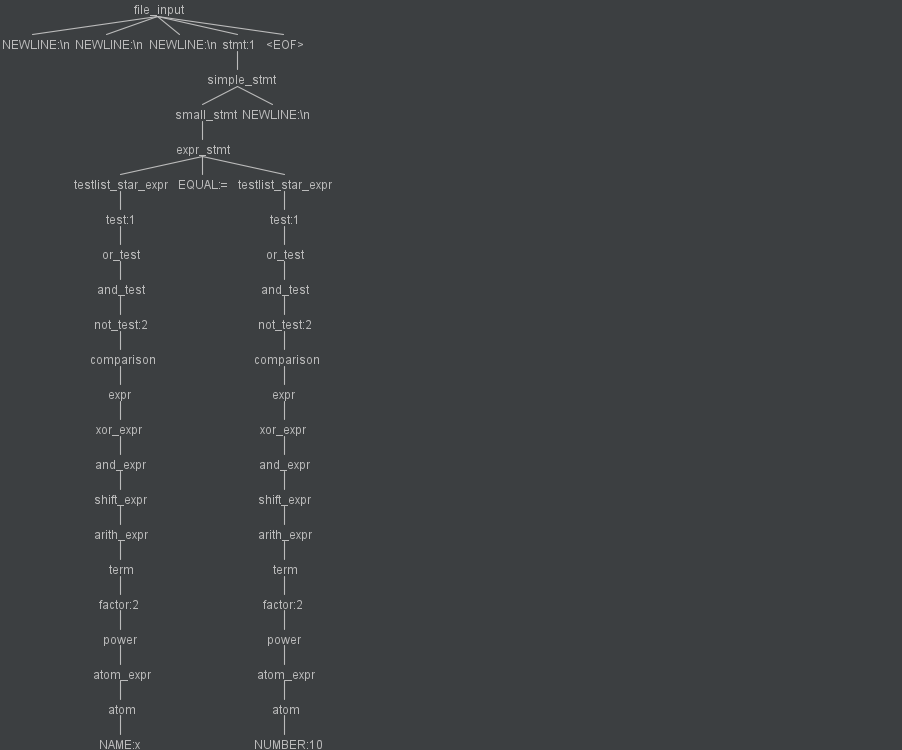 file_input
NEWLINE:\n NEWLINE:\n NEWLINE:\n stmt:1 <EOF>
simple_stmt
small_stmt NEWLINE:\n
expr_stmt
testlist_star_expr EQUAL:= testlist_star_expr
test:1 test:1
or_test or_test
and_test and_test
not_test:2 not_test:2
comparison comparison
expr expr
xor_expr xor_expr
and_expr and_expr
shift_expr shift_expr
arith_expr arith_expr
term term
factor:2 factor:2
power power
atom_expr atom_expr
atom atom
NAME:x NUMBER:10